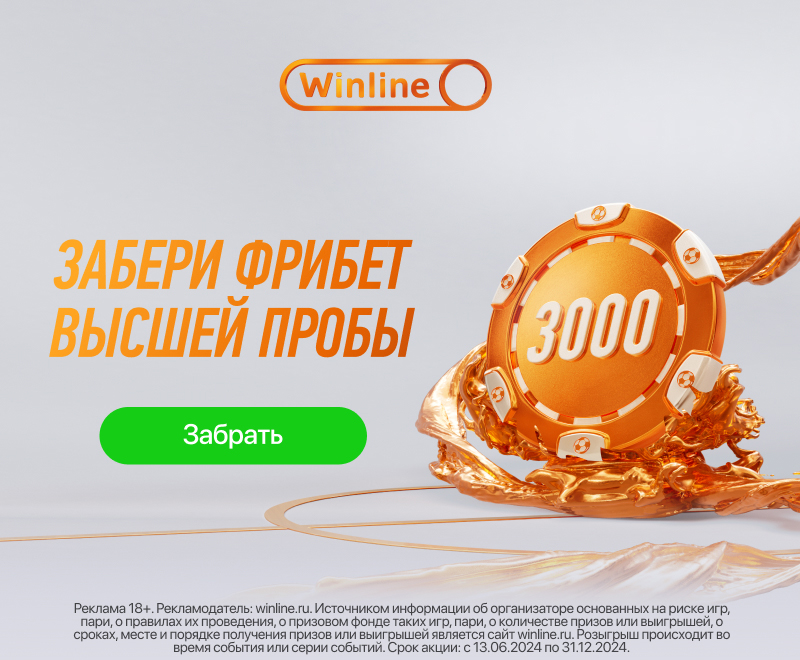 Winline
ЗАБЕРИ ФРИБЕТ
ВЫСШЕЙ ПРОБЫ
3000
Забрать
Реклама 18+. Рекламодатель: winline.ru. Источником информации об организаторе основанных на риске игр,
пари, о правилах их проведения, о призовом фонде таких игр, пари, о количестве призов или выигрышей, о
сроках, месте и порядке получения призов или выигрышей является сайт winline.ru. Розыгрыш происходит во
время события или серии событий. Срок акции: с 13.06.2024 по 31.12.2024.